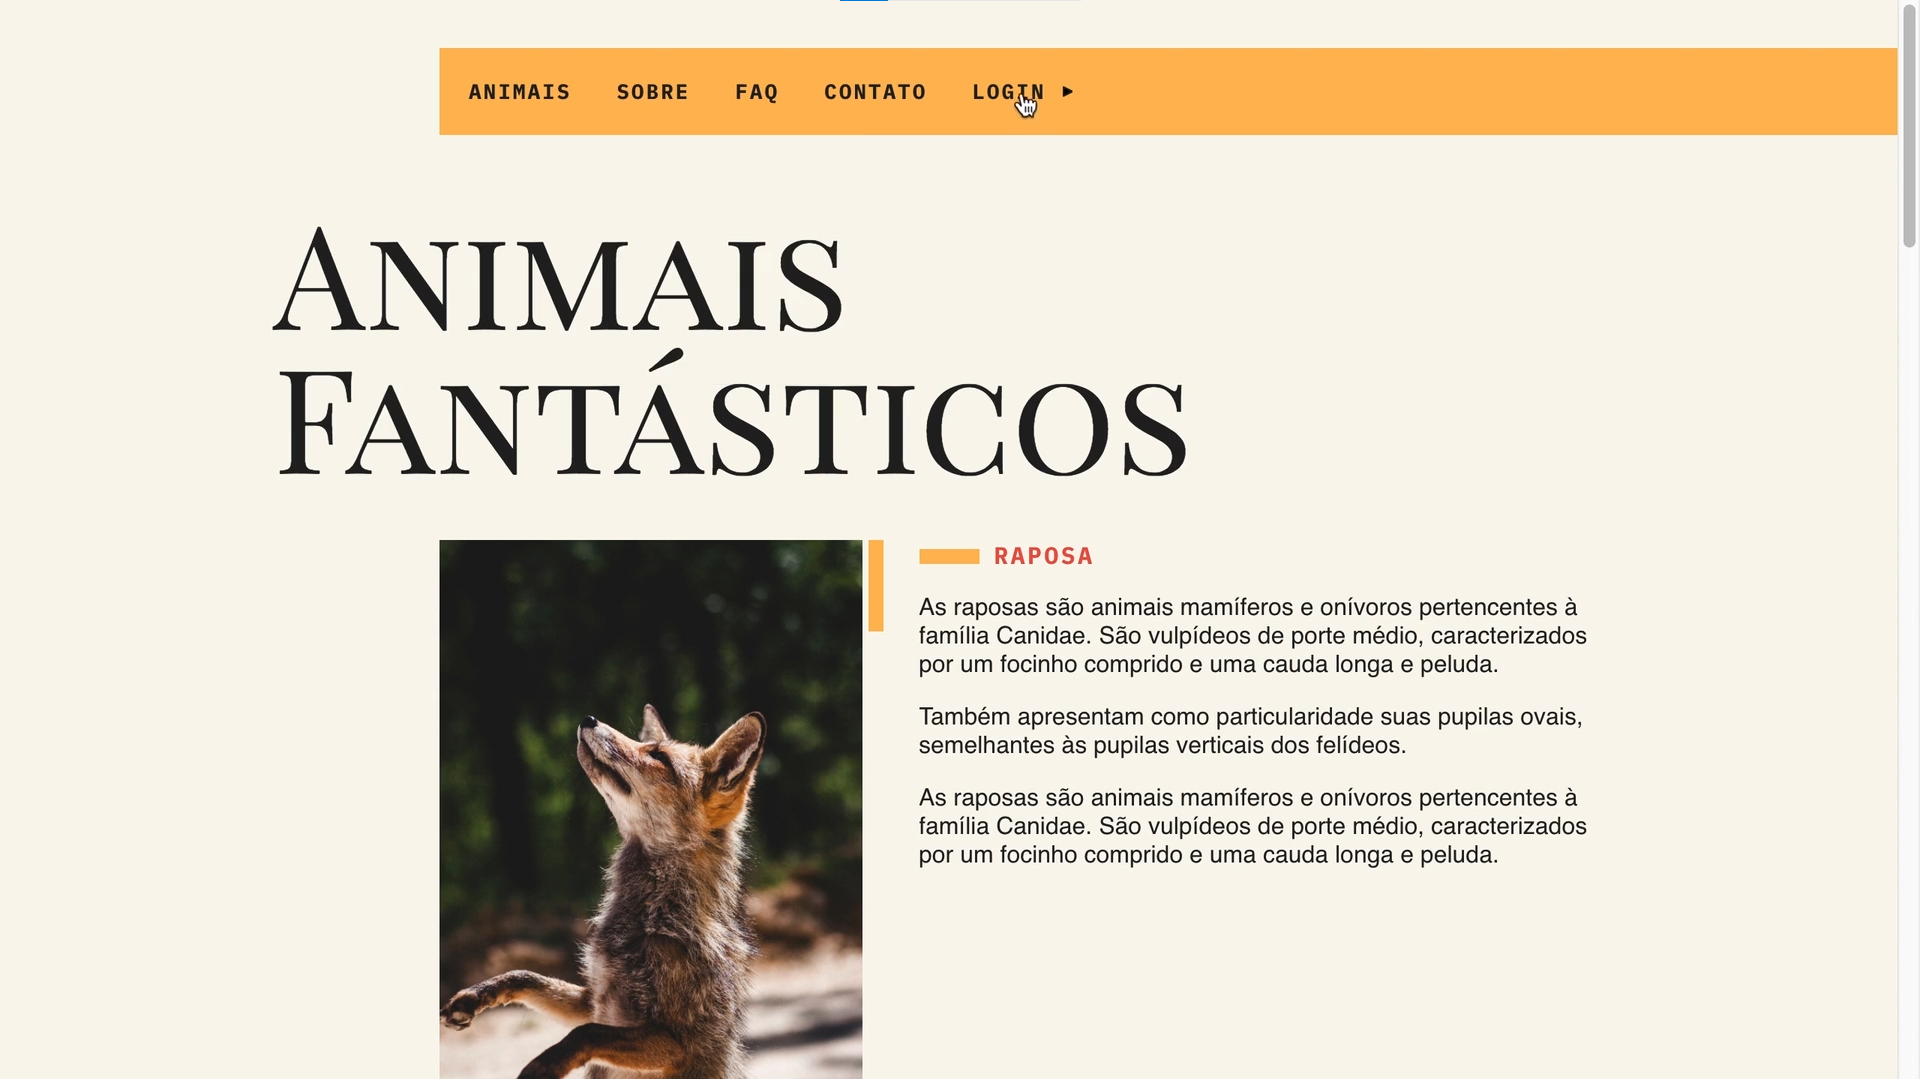 ANIMAIS SOBRE FAQ CONTATO LOGIN ▸
ANIMAIS
FANTÁSTICOS
RAPOSA
As raposas são animais mamíferos e onívoros pertencentes à
família Canidae. São vulpídeos de porte médio, caracterizados
por um focinho comprido e uma cauda longa e peluda.
Também apresentam como particularidade suas pupilas ovais,
semelhantes às pupilas verticais dos felídeos.
As raposas são animais mamíferos e onívoros pertencentes à
família Canidae. São vulpídeos de porte médio, caracterizados
por um focinho comprido e uma cauda longa e peluda.